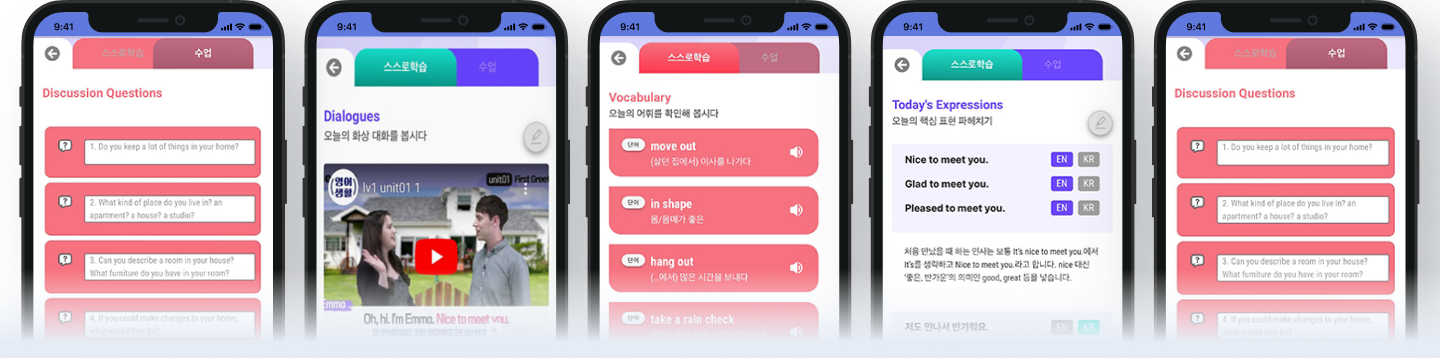 9:41
스스로학습 수업
Discussion Questions
1. Do you keep a lot of things in your home?
2. What kind of place do you live in? an
apartment? a house? a studio?
3. Can you describe a room in your house?
What furniture do you have in your room?
4. If you could make changes to your home,
what would they be?
9:41
스스로학습 수업
Dialogues
오늘의 화상 대화를 봅시다
영어
생활
lv1 unit01 1
unit01 First Greet
Emma
Oh, hi. I'm Emma. Nice to meet you.
9:41
스스로학습 수업
Vocabulary
오늘의 어휘를 확인해 봅시다
단어 move out
(살던 집에서) 이사를 나가다
단어 in shape
몸/몸매가 좋은
단어 hang out
(...에서) 많은 시간을 보내다
단어 take a rain check
9:41
스스로학습 수업
Today's Expressions
오늘의 핵심 표현 파헤치기
Nice to meet you. EN KR
Glad to meet you. EN KR
Pleased to meet you. EN KR
처음 만났을 때 하는 인사는 보통 It's nice to meet you.에서
It's를 생략하고 Nice to meet you.라고 합니다. nice 대신
'좋은, 반가운'의 의미인 good, great 등을 넣습니다.
저도 만나서 반가워요. EN KR
9:41
스스로학습 수업
Discussion Questions
1. Do you keep a lot of things in your home?
2. What kind of place do you live in? an
apartment? a house? a studio?
3. Can you describe a room in your house?
What furniture do you have in your room?
4. If you could make changes to your home,
what would they be?